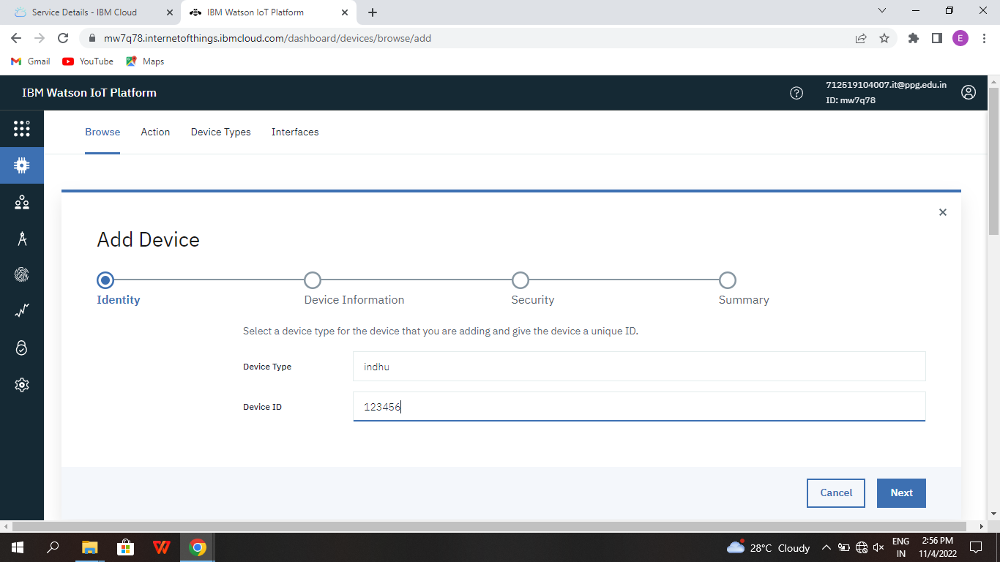 Service Details - IBM Cloud
IBM Watson IoT Platform
mw7q78.internetofthings.ibmcloud.com/dashboard/devices/browse/add
E
Gmail
YouTube
Maps
IBM Watson IoT Platform
712519104007.it@ppg.edu.in
ID: mw7q78
Browse
Action
Device Types
Interfaces
Add Device
Identity
Device Information
Security
Summary
Select a device type for the device that you are adding and give the device a unique ID.
Device Type
indhu
Device ID
123456
Cancel
Next
28°C Cloudy
ENG
IN
2:56 PM
11/4/2022